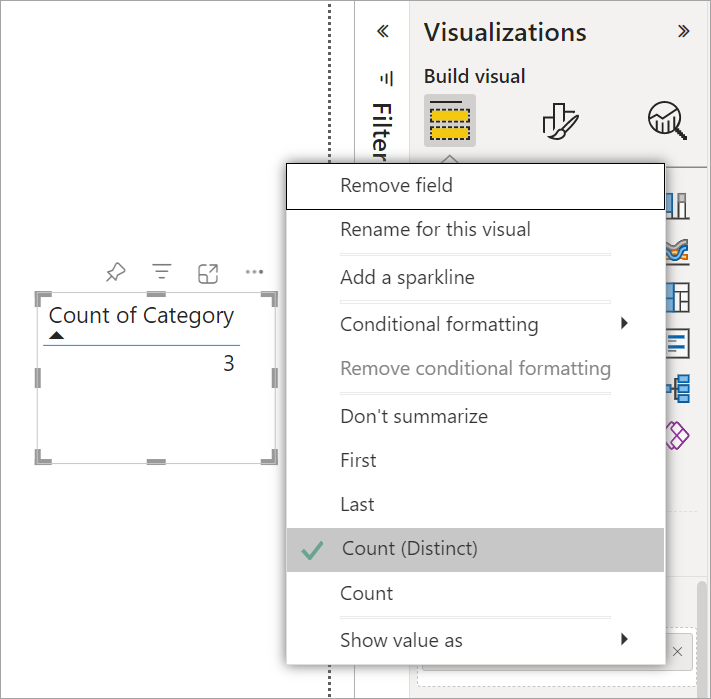 Visualizations
Build visual
Filter
Remove field
Rename for this visual
Add a sparkline
Conditional formatting
Remove conditional formatting
Don't summarize
First
Last
Count (Distinct)
Count
Show value as
Count of Category
3